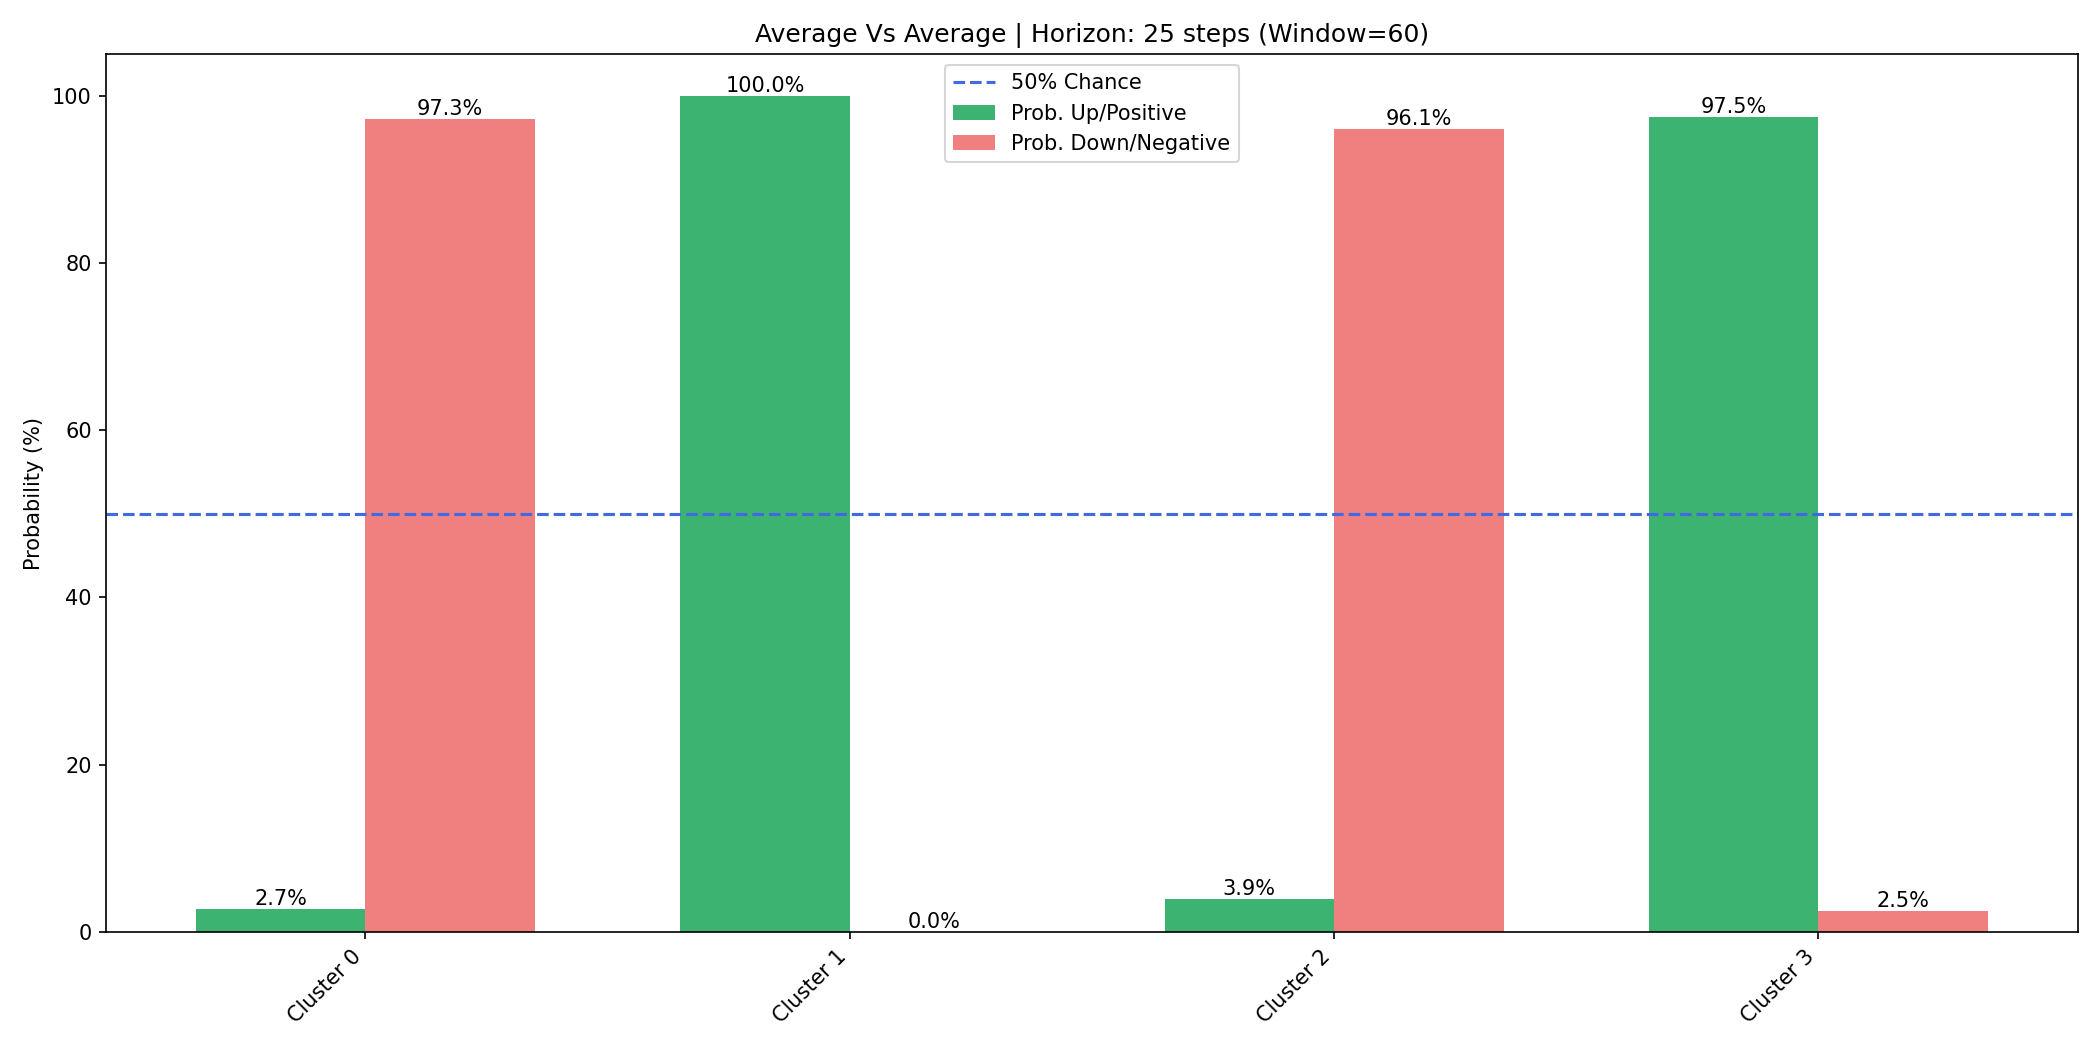 Average Vs Average | Horizon: 25 steps (Window=60)
50% Chance
Prob. Up/Positive
Prob. Down/Negative
Probability (%)
100
80
60
40
20
0
2.7%
97.3%
100.0%
0.0%
3.9%
96.1%
97.5%
2.5%
Cluster 0
Cluster 1
Cluster 2
Cluster 3